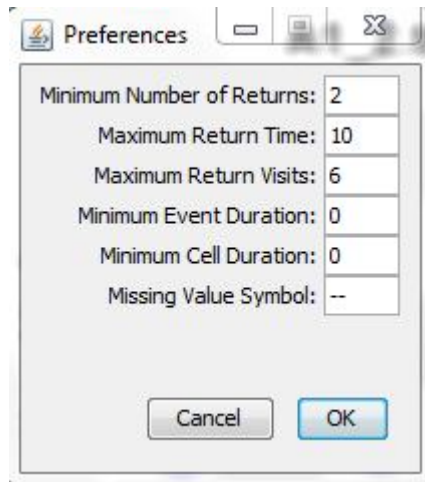 Preferences
Minimum Number of Returns: 2
Maximum Return Time: 10
Maximum Return Visits: 6
Minimum Event Duration: 0
Minimum Cell Duration: 0
Missing Value Symbol: --
Cancel OK